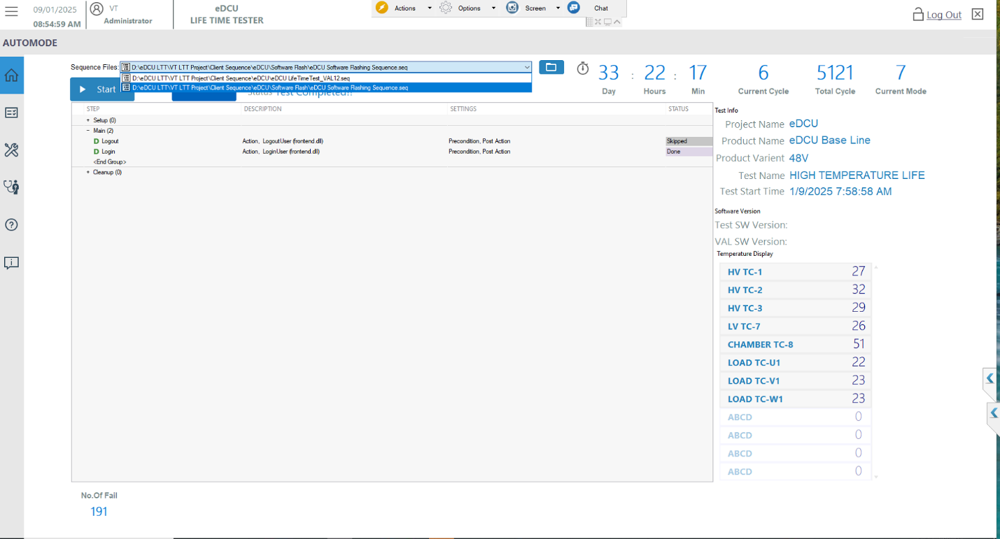 09/01/2025
08:54:59 AM
VT
Administrator
eDCU
LIFE TIME TESTER
Actions
Options
Screen
Chat
Log Out
AUTOMODE
Sequence Files: D:\eDCU LTT\VT LTT Project\Client Sequence\eDCU\Software Flash\eDCU Software Flashing Sequence.seq
D:\eDCU LTT\VT LTT Project\Client Sequence\eDCU\eDCU LifeTimeTest_VAL12.seq
D:\eDCU LTT\VT LTT Project\Client Sequence\eDCU\Software Flash\eDCU Software Flashing Sequence.seq
Start
Status Test Completed!!
33 : 22 : 17
Day Hours Min
6 5121 7
Current Cycle Total Cycle Current Mode
STEP DESCRIPTION SETTINGS STATUS
+ Setup (0)
− Main (2)
D Logout Action, LogoutUser (frontend.dll) Precondition, Post Action Skipped
D Login Action, LoginUser (frontend.dll) Precondition, Post Action Done
<End Group>
+ Cleanup (0)
Test Info
Project Name eDCU
Product Name eDCU Base Line
Product Varient 48V
Test Name HIGH TEMPERATURE LIFE
Test Start Time 1/9/2025 7:58:58 AM
Software Version
Test SW Version:
VAL SW Version:
Temperature Display
HV TC-1 27
HV TC-2 32
HV TC-3 29
LV TC-7 26
CHAMBER TC-8 51
LOAD TC-U1 22
LOAD TC-V1 23
LOAD TC-W1 23
ABCD 0
ABCD 0
ABCD 0
ABCD 0
No.Of Fail
191